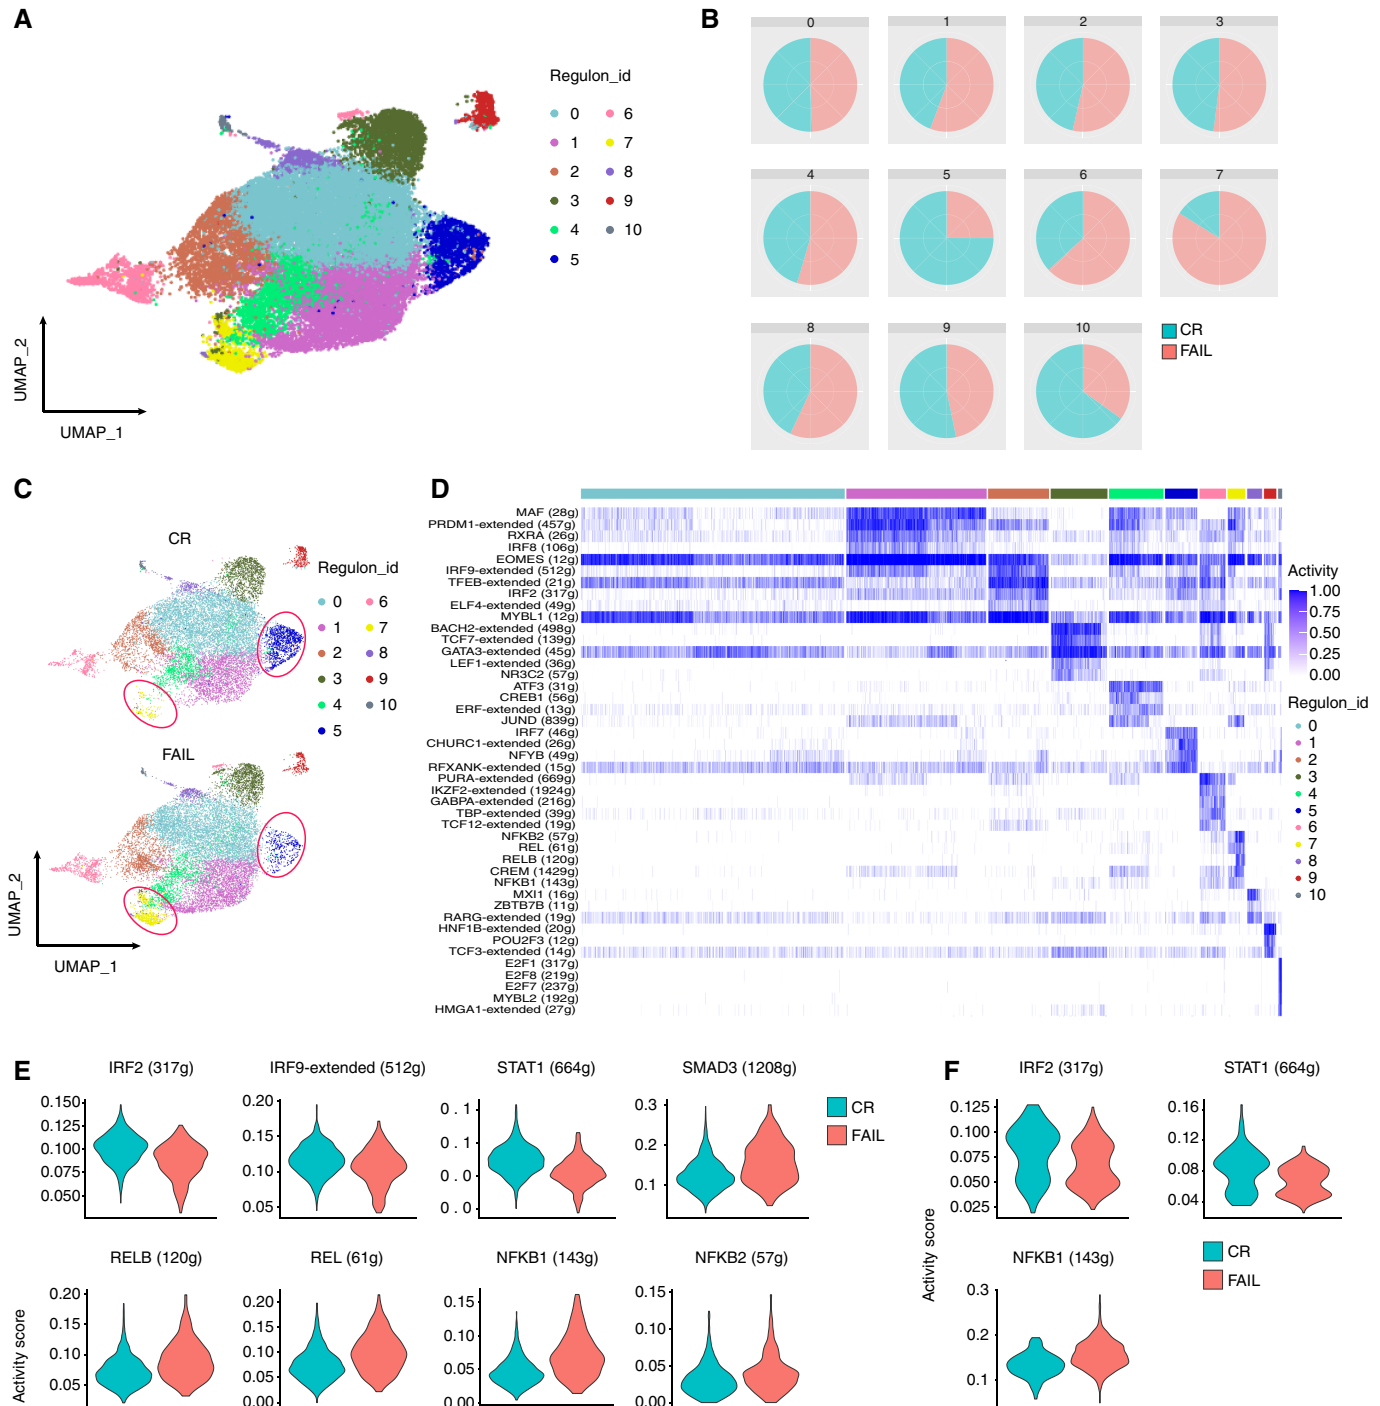 A
Regulon_id
0 6
1 7
2 8
3 9
4 10
5
UMAP_2
UMAP_1
B
0 1 2 3
4 5 6 7
8 9 10
CR
FAIL
C
CR
Regulon_id
0 6
1 7
2 8
3 9
4 10
5
FAIL
UMAP_2
UMAP_1
D
MAF (28g)
PRDM1-extended (457g)
RXRA (26g)
IRF8 (106g)
EOMES (12g)
IRF9-extended (512g)
TFEB-extended (21g)
IRF2 (317g)
ELF4-extended (49g)
MYBL1 (12g)
BACH2-extended (498g)
TCF7-extended (139g)
GATA3-extended (45g)
LEF1-extended (36g)
NR3C2 (57g)
ATF3 (31g)
CREB1 (56g)
ERF-extended (13g)
JUND (839g)
IRF7 (46g)
CHURC1-extended (26g)
NFYB (49g)
RFXANK-extended (15g)
PURA-extended (669g)
IKZF2-extended (1924g)
GABPA-extended (216g)
TBP-extended (39g)
TCF12-extended (19g)
NFKB2 (57g)
REL (61g)
RELB (120g)
CREM (1429g)
NFKB1 (143g)
MXI1 (16g)
ZBTB7B (11g)
RARG-extended (19g)
HNF1B-extended (20g)
POU2F3 (12g)
TCF3-extended (14g)
E2F1 (317g)
E2F8 (219g)
E2F7 (237g)
MYBL2 (192g)
HMGA1-extended (27g)
Activity
1.00
0.75
0.50
0.25
0.00
Regulon_id
0
1
2
3
4
5
6
7
8
9
10
E
IRF2 (317g)
0.150
0.100
0.075
0.050
IRF9-extended (512g)
0.20
0.15
0.10
0.05
STAT1 (664g)
0.1
0.1
0.0
0.0
SMAD3 (1208g)
0.3
0.2
0.1
CR
FAIL
Activity score
RELB (120g)
0.20
0.15
0.10
0.05
REL (61g)
0.20
0.15
0.10
0.05
0.00
NFKB1 (143g)
0.15
0.10
0.05
0.00
NFKB2 (57g)
0.15
0.10
0.05
0.00
F
Activity score
IRF2 (317g)
0.125
0.100
0.075
0.050
0.025
STAT1 (664g)
0.16
0.12
0.08
0.04
NFKB1 (143g)
0.3
0.2
0.1
CR
FAIL